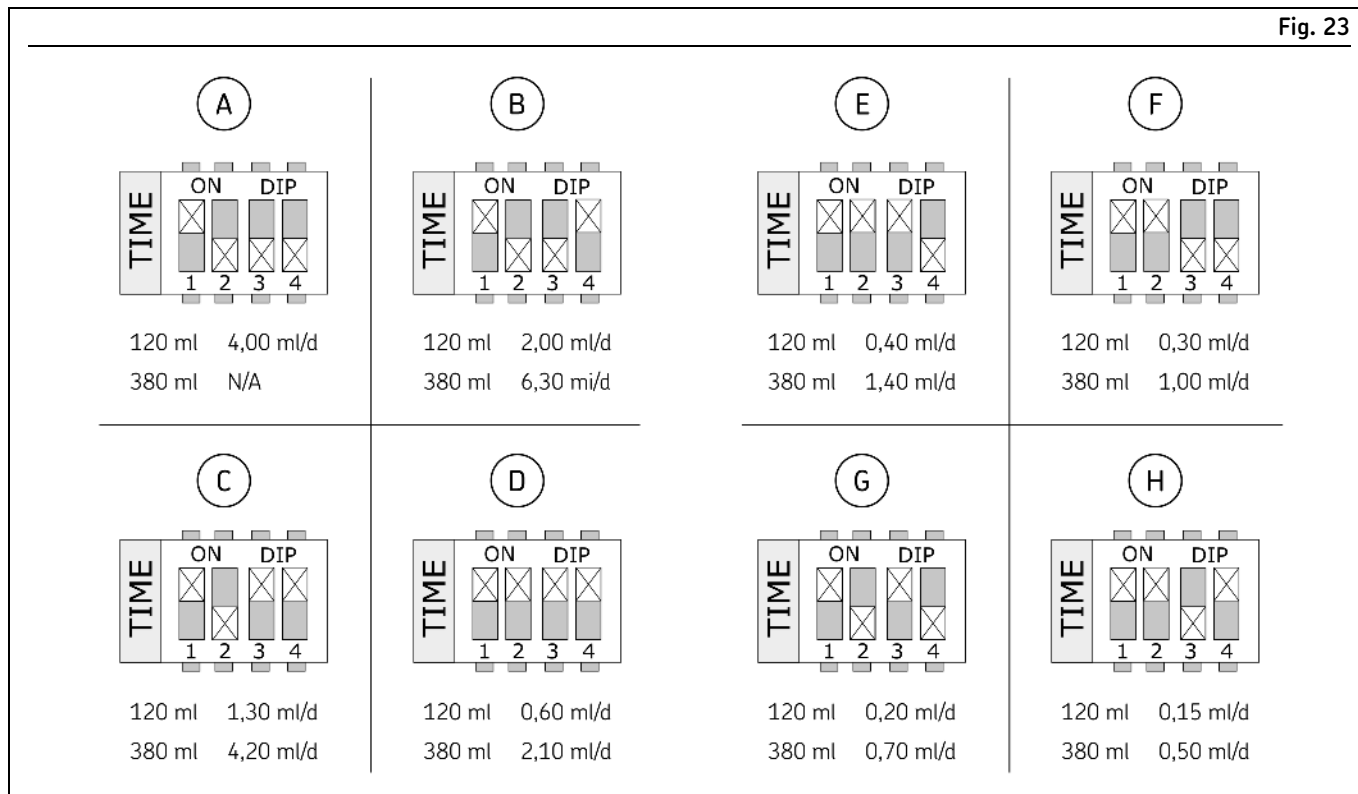 Fig. 23
A
TIME
ON DIP
1 2 3 4
120 ml 4,00 ml/d
380 ml N/A
B
TIME
ON DIP
1 2 3 4
120 ml 2,00 ml/d
380 ml 6,30 mi/d
E
TIME
ON DIP
1 2 3 4
120 ml 0,40 ml/d
380 ml 1,40 ml/d
F
TIME
ON DIP
1 2 3 4
120 ml 0,30 ml/d
380 ml 1,00 ml/d
C
TIME
ON DIP
1 2 3 4
120 ml 1,30 ml/d
380 ml 4,20 ml/d
D
TIME
ON DIP
1 2 3 4
120 ml 0,60 ml/d
380 ml 2,10 ml/d
G
TIME
ON DIP
1 2 3 4
120 ml 0,20 ml/d
380 ml 0,70 ml/d
H
TIME
ON DIP
1 2 3 4
120 ml 0,15 ml/d
380 ml 0,50 ml/d